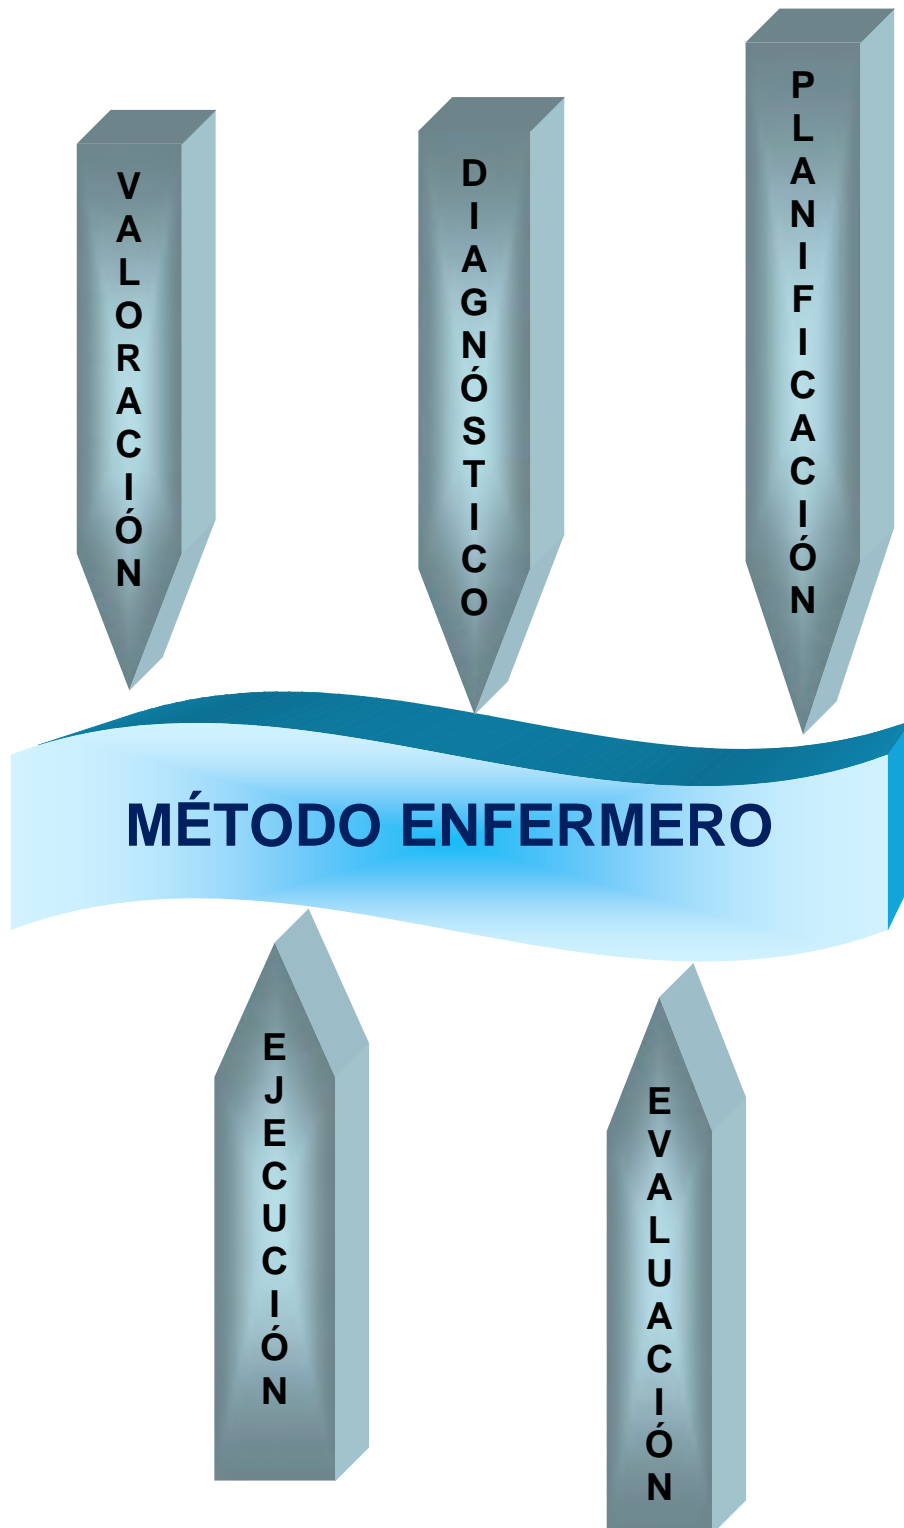 VALORACIÓN
DIAGNÓSTICO
PLANIFICACIÓN
MÉTODO ENFERMERO
EJECUCIÓN
EVALUACIÓN